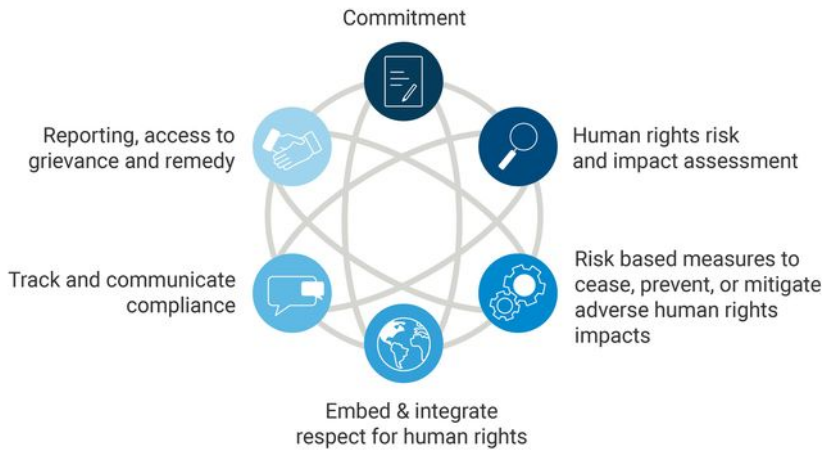 Commitment
Human rights risk
and impact assessment
Risk based measures to
cease, prevent, or mitigate
adverse human rights
impacts
Embed & integrate
respect for human rights
Track and communicate
compliance
Reporting, access to
grievance and remedy